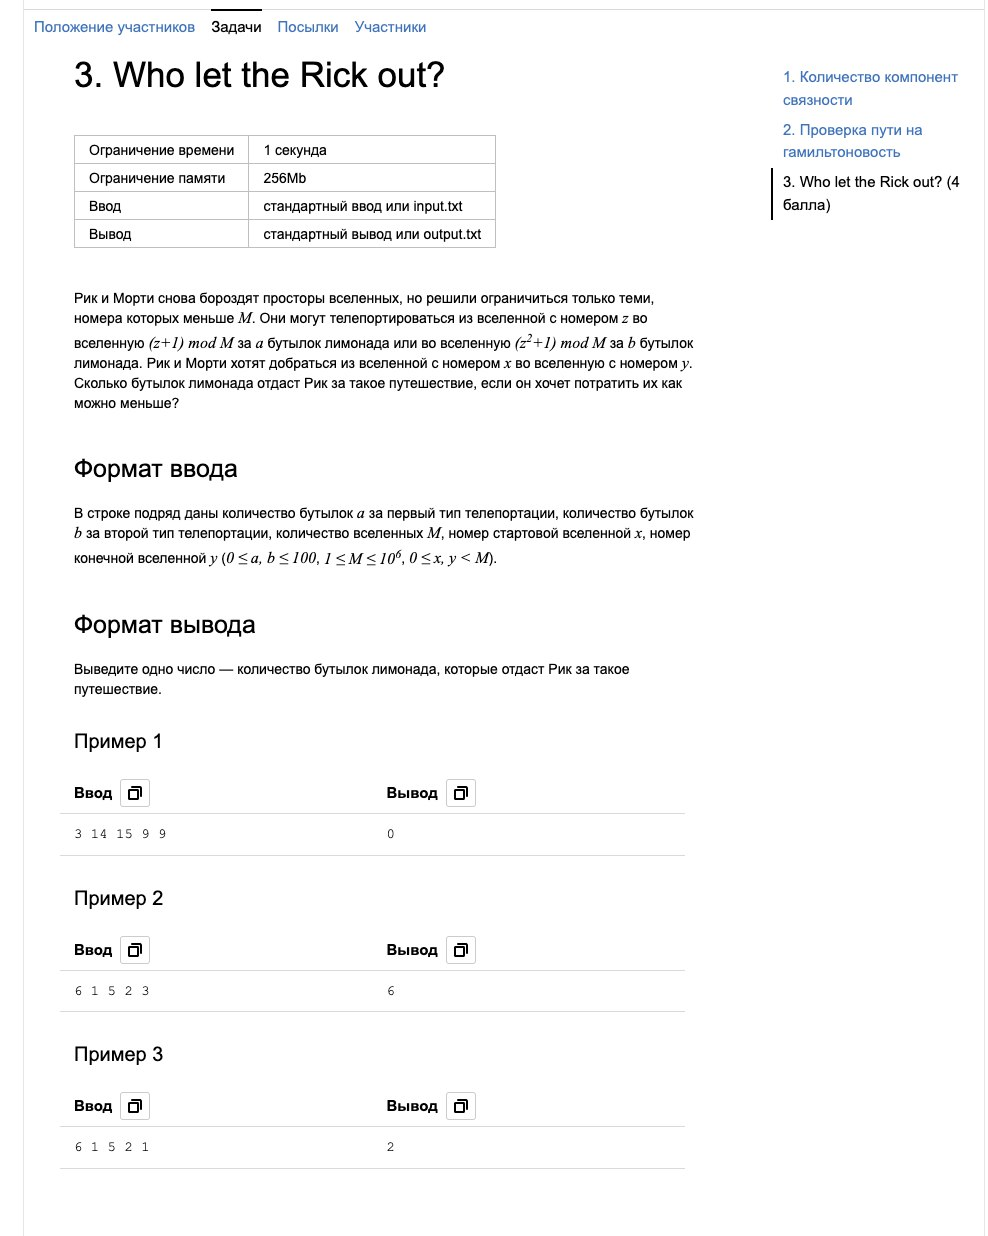 Положение участников Задачи Посылки Участники
3. Who let the Rick out?
1. Количество компонент
связности
2. Проверка пути на
гамильтоновость
3. Who let the Rick out? (4
балла)
Ограничение времени 1 секунда
Ограничение памяти 256Mb
Ввод стандартный ввод или input.txt
Вывод стандартный вывод или output.txt
Рик и Морти снова бороздят просторы вселенных, но решили ограничиться только теми,
номера которых меньше M. Они могут телепортироваться из вселенной с номером z во
вселенную (z+1) mod M за a бутылок лимонада или во вселенную (z²+1) mod M за b бутылок
лимонада. Рик и Морти хотят добраться из вселенной с номером x во вселенную с номером y.
Сколько бутылок лимонада отдаст Рик за такое путешествие, если он хочет потратить их как
можно меньше?
Формат ввода
В строке подряд даны количество бутылок a за первый тип телепортации, количество бутылок
b за второй тип телепортации, количество вселенных M, номер стартовой вселенной x, номер
конечной вселенной y (0 ≤ a, b ≤ 100, 1 ≤ M ≤ 10⁶, 0 ≤ x, y < M).
Формат вывода
Выведите одно число — количество бутылок лимонада, которые отдаст Рик за такое
путешествие.
Пример 1
Ввод Вывод
3 14 15 9 9 0
Пример 2
Ввод Вывод
6 1 5 2 3 6
Пример 3
Ввод Вывод
6 1 5 2 1 2